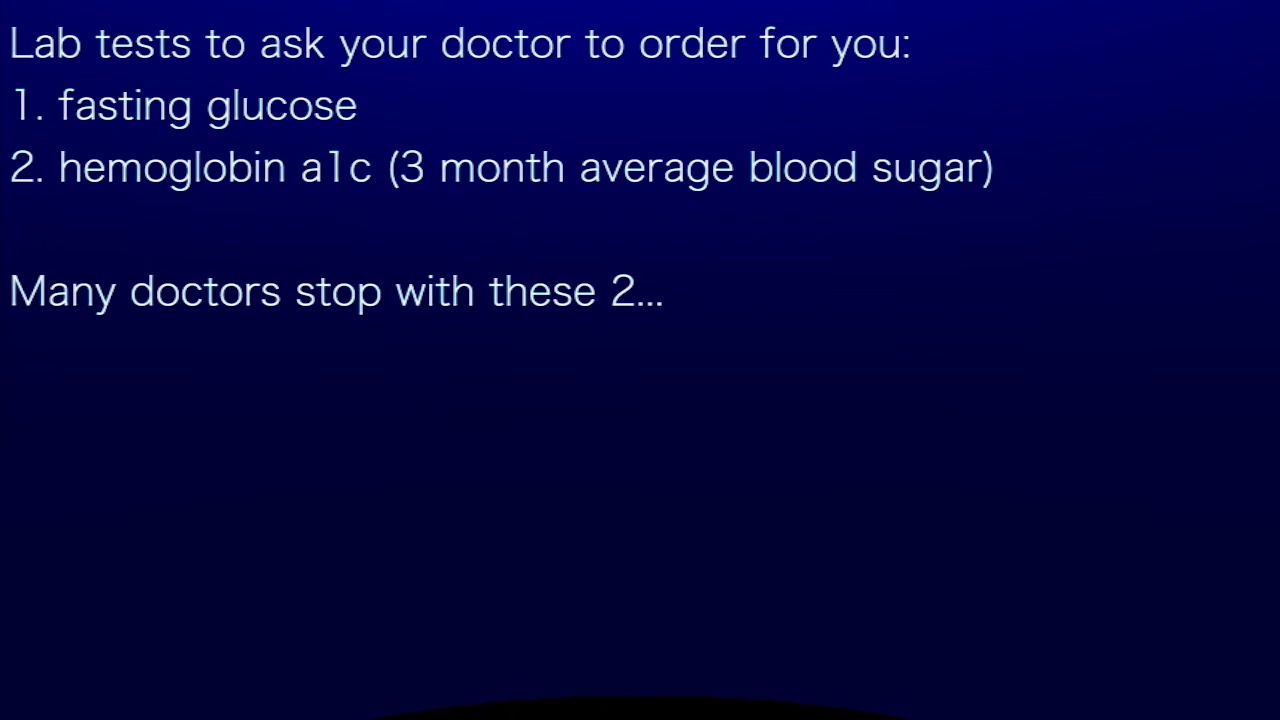 Lab tests to ask your doctor to order for you:
1. fasting glucose
2. hemoglobin a1c (3 month average blood sugar)
Many doctors stop with these 2...